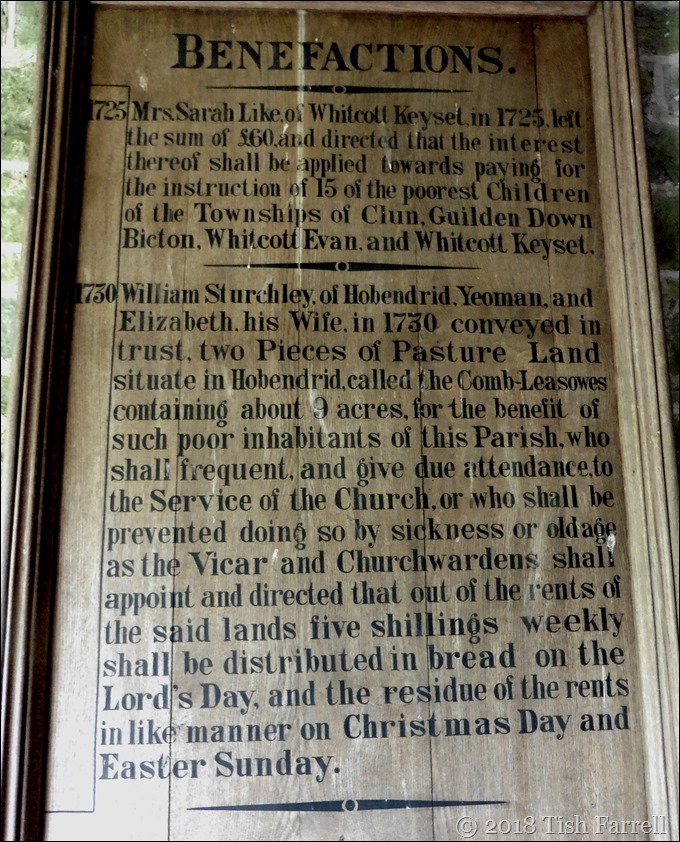 BENEFACTIONS.
1725 Mrs. Sarah Like, of Whitcott Keyset, in 1725, left
the sum of £60, and directed that the interest
thereof shall be applied towards paying for
the instruction of 15 of the poorest Children
of the Townships of Clun, Guilden Down
Bicton, Whitcott Evan, and Whitcott Keyset.
1730 William Sturchley, of Hobendrid, Yeoman, and
Elizabeth, his Wife, in 1730 conveyed in
trust, two Pieces of Pasture Land
situate in Hobendrid, called the Comb-Leasowes
containing about 9 acres, for the benefit of
such poor inhabitants of this Parish, who
shall frequent, and give due attendance, to
the Service of the Church, or who shall be
prevented doing so by sickness or old age
as the Vicar and Churchwardens shall
appoint and directed that out of the rents of
the said lands five shillings weekly
shall be distributed in bread on the
Lord's Day, and the residue of the rents
in like manner on Christmas Day and
Easter Sunday.
© 2018 Tish Farrell